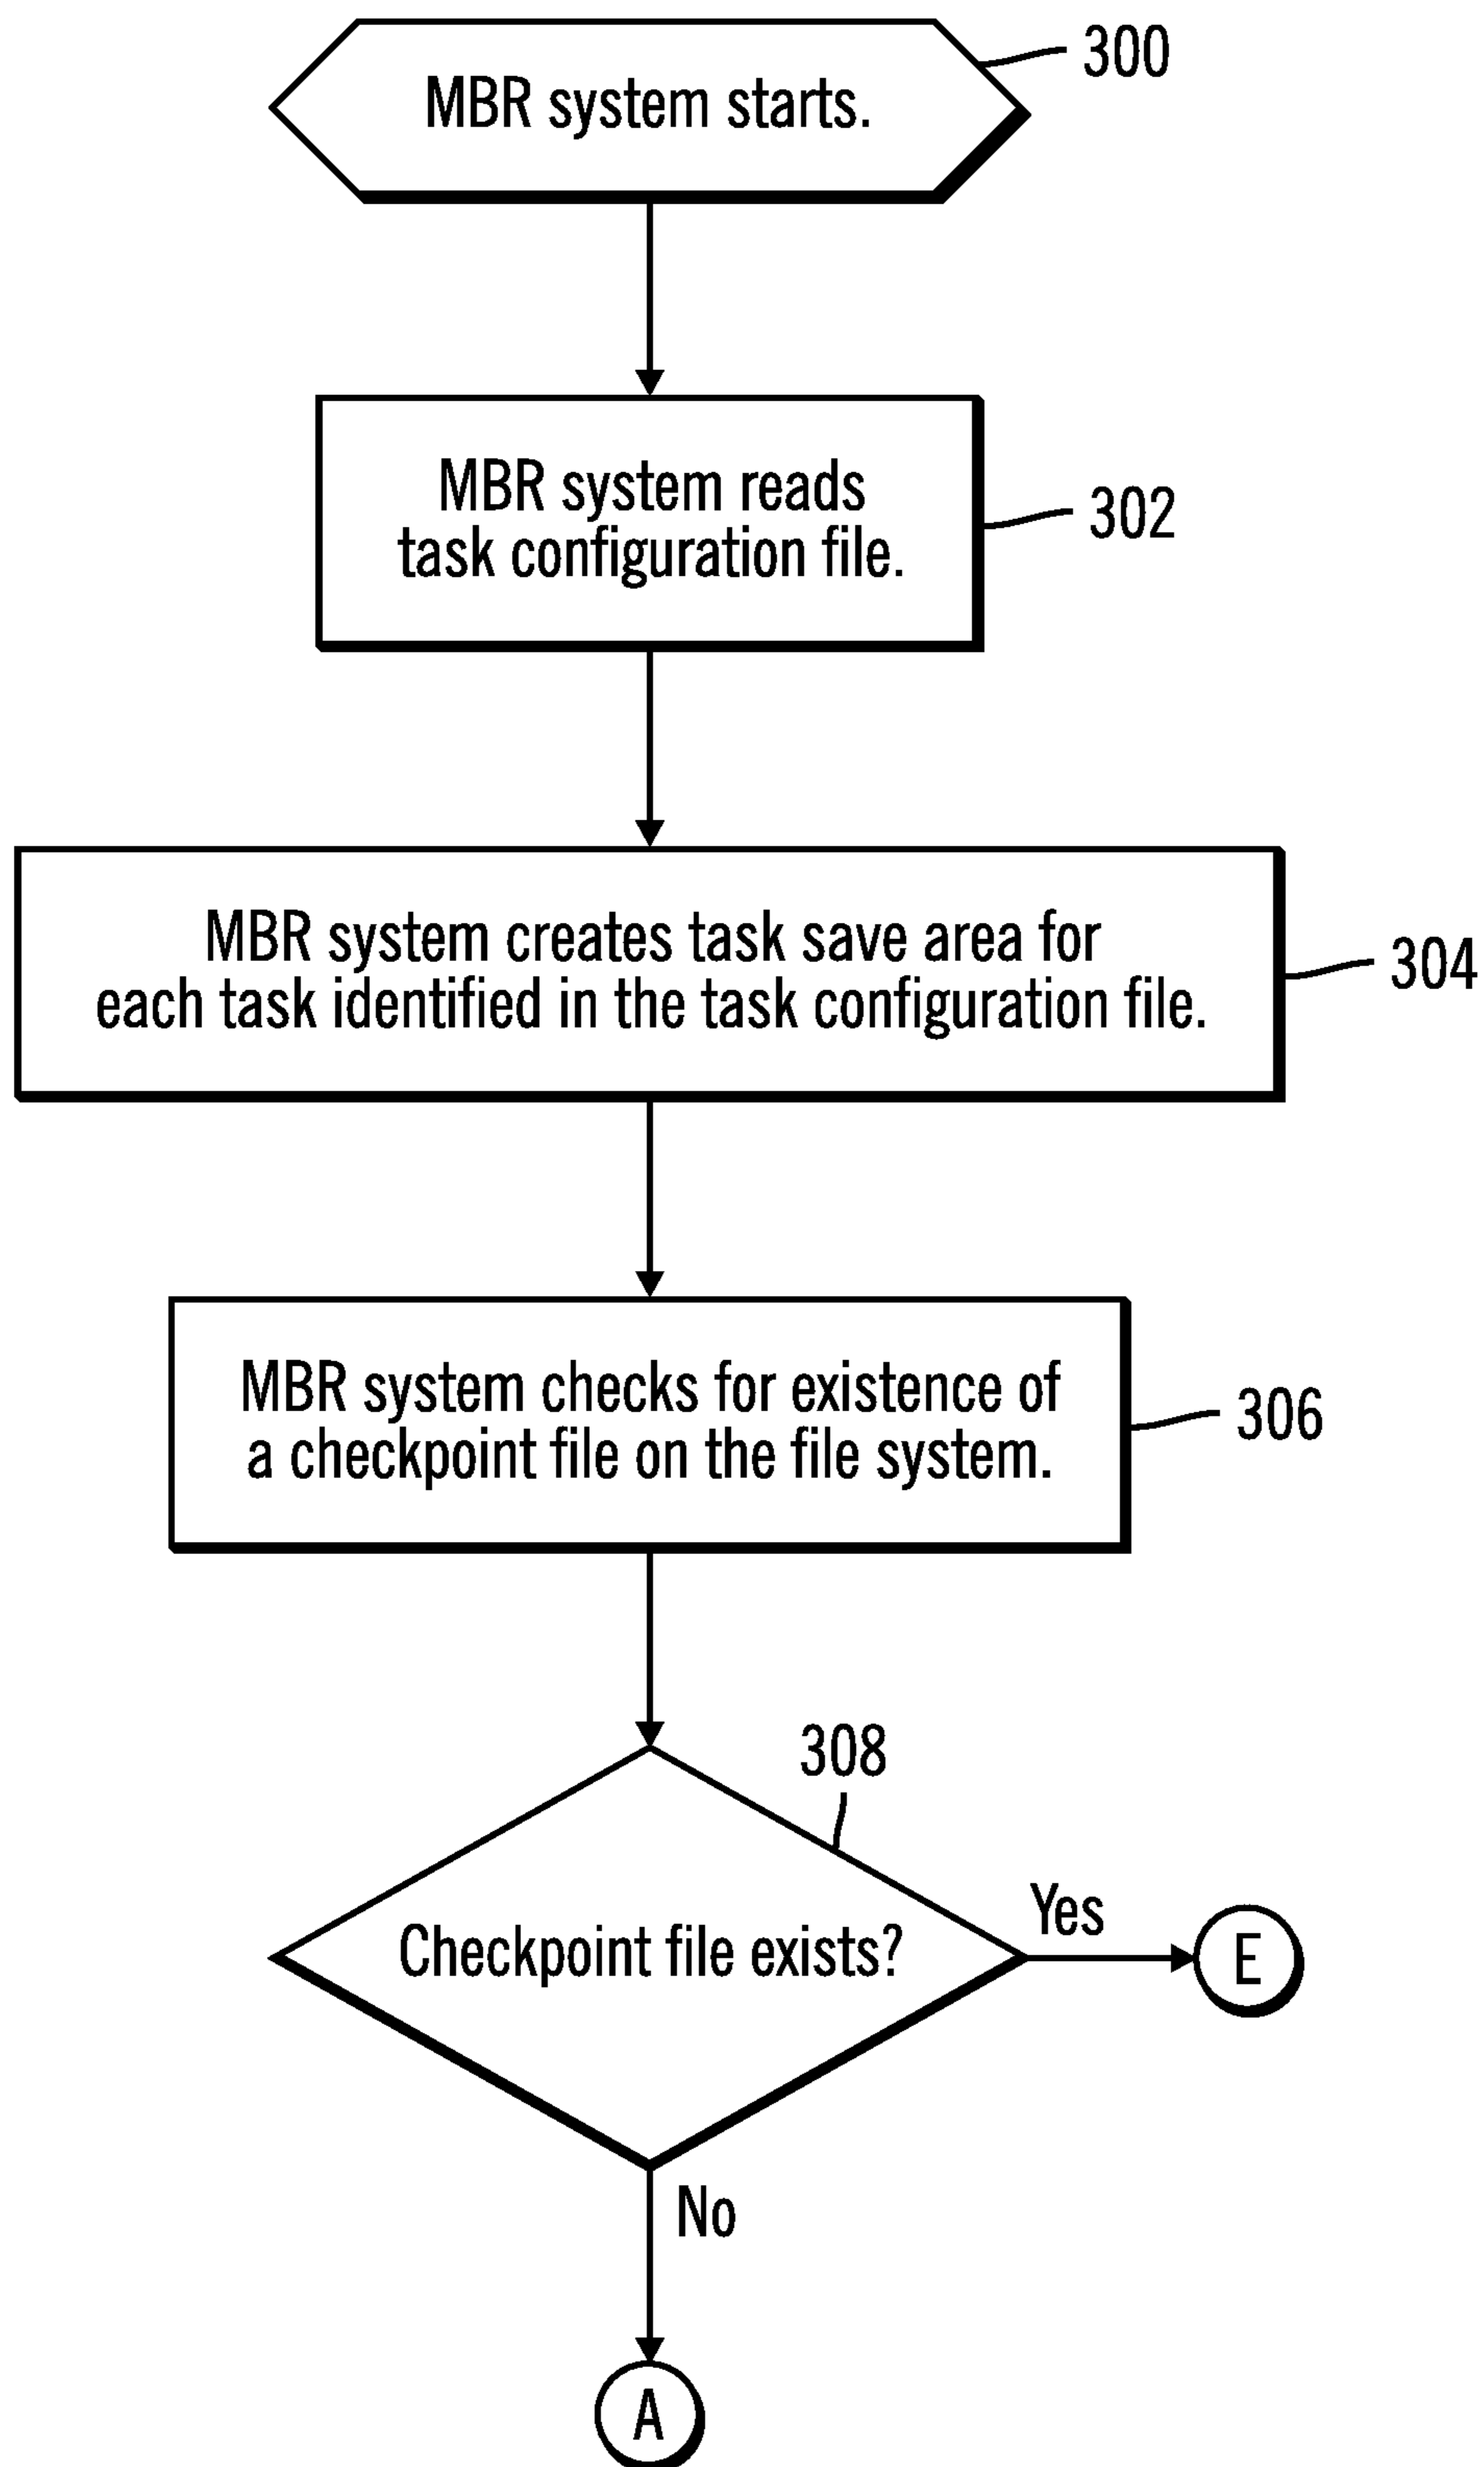 MBR system starts.
300
MBR system reads
task configuration file.
302
MBR system creates task save area for
each task identified in the task configuration file.
304
MBR system checks for existence of
a checkpoint file on the file system.
306
308
Checkpoint file exists?
Yes
E
No
A